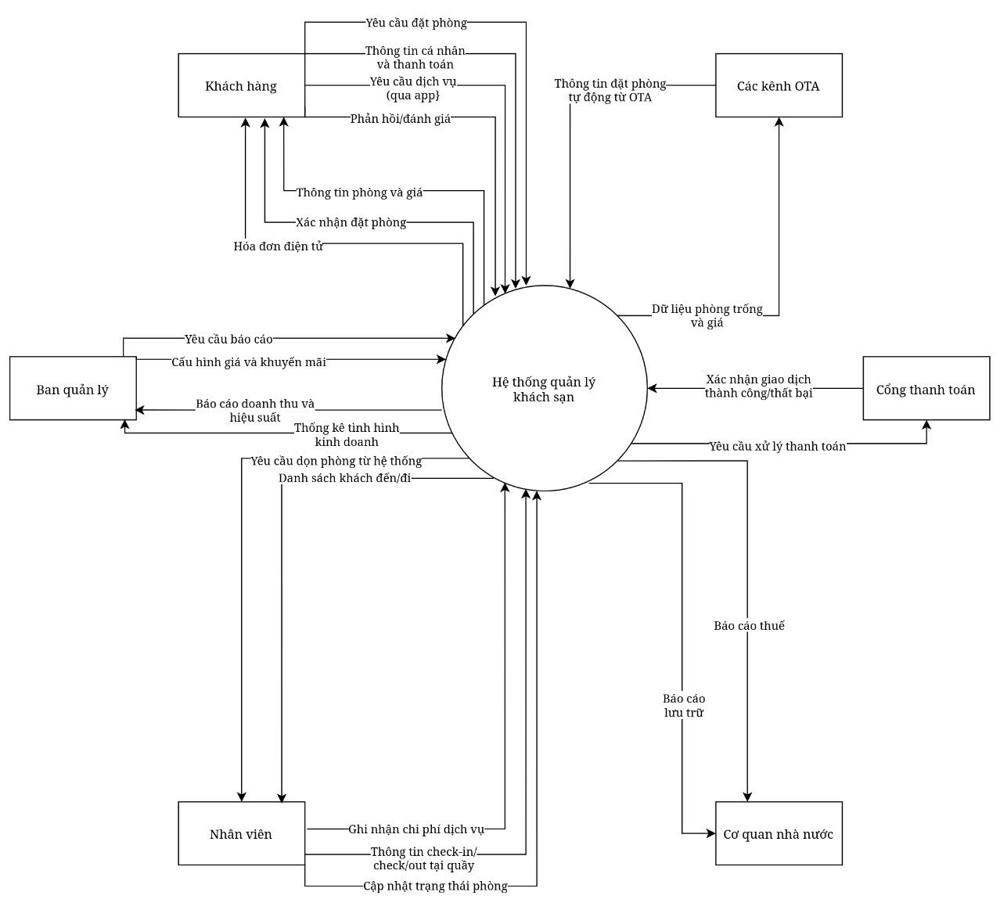 Yêu cầu đặt phòng
Thông tin cá nhân
và thanh toán
Khách hàng
Yêu cầu dịch vụ
(qua app}
Phản hồi/đánh giá
Thông tin đặt phòng
tự động từ OTA
Các kênh OTA
Thông tin phòng và giá
Xác nhận đặt phòng
Hóa đơn điện tử
Dữ liệu phòng trống
và giá
Yêu cầu báo cáo
Cấu hình giá và khuyến mãi
Ban quản lý
Hệ thống quản lý
khách sạn
Xác nhận giao dịch
thành công/thất bại
Cổng thanh toán
Báo cáo doanh thu và
hiệu suất
Thống kê tình hình
kinh doanh
Yêu cầu xử lý thanh toán
Yêu cầu dọn phòng từ hệ thống
Danh sách khách đến/đi
Báo cáo thuế
Báo cáo
lưu trữ
Nhân viên
Ghi nhận chi phí dịch vụ
Thông tin check-in/
check/out tại quầy
Cập nhật trạng thái phòng
Cơ quan nhà nước